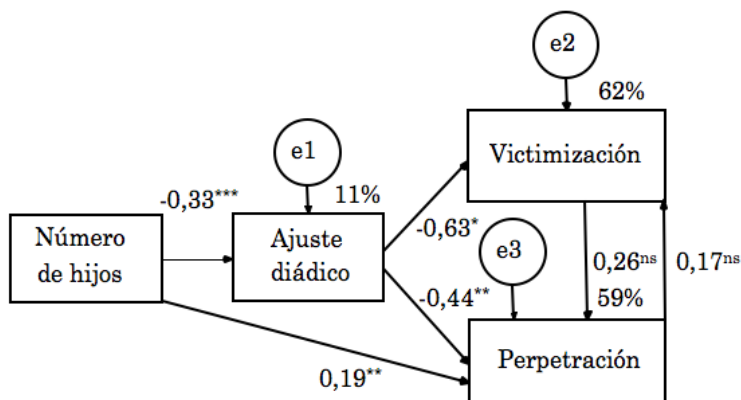 e2
62%
Victimización
e1
11%
-0,33***
Número
de hijos
Ajuste
diádico
-0,63*
e3
0,26ns
0,17ns
-0,44**
59%
Perpetración
0,19**